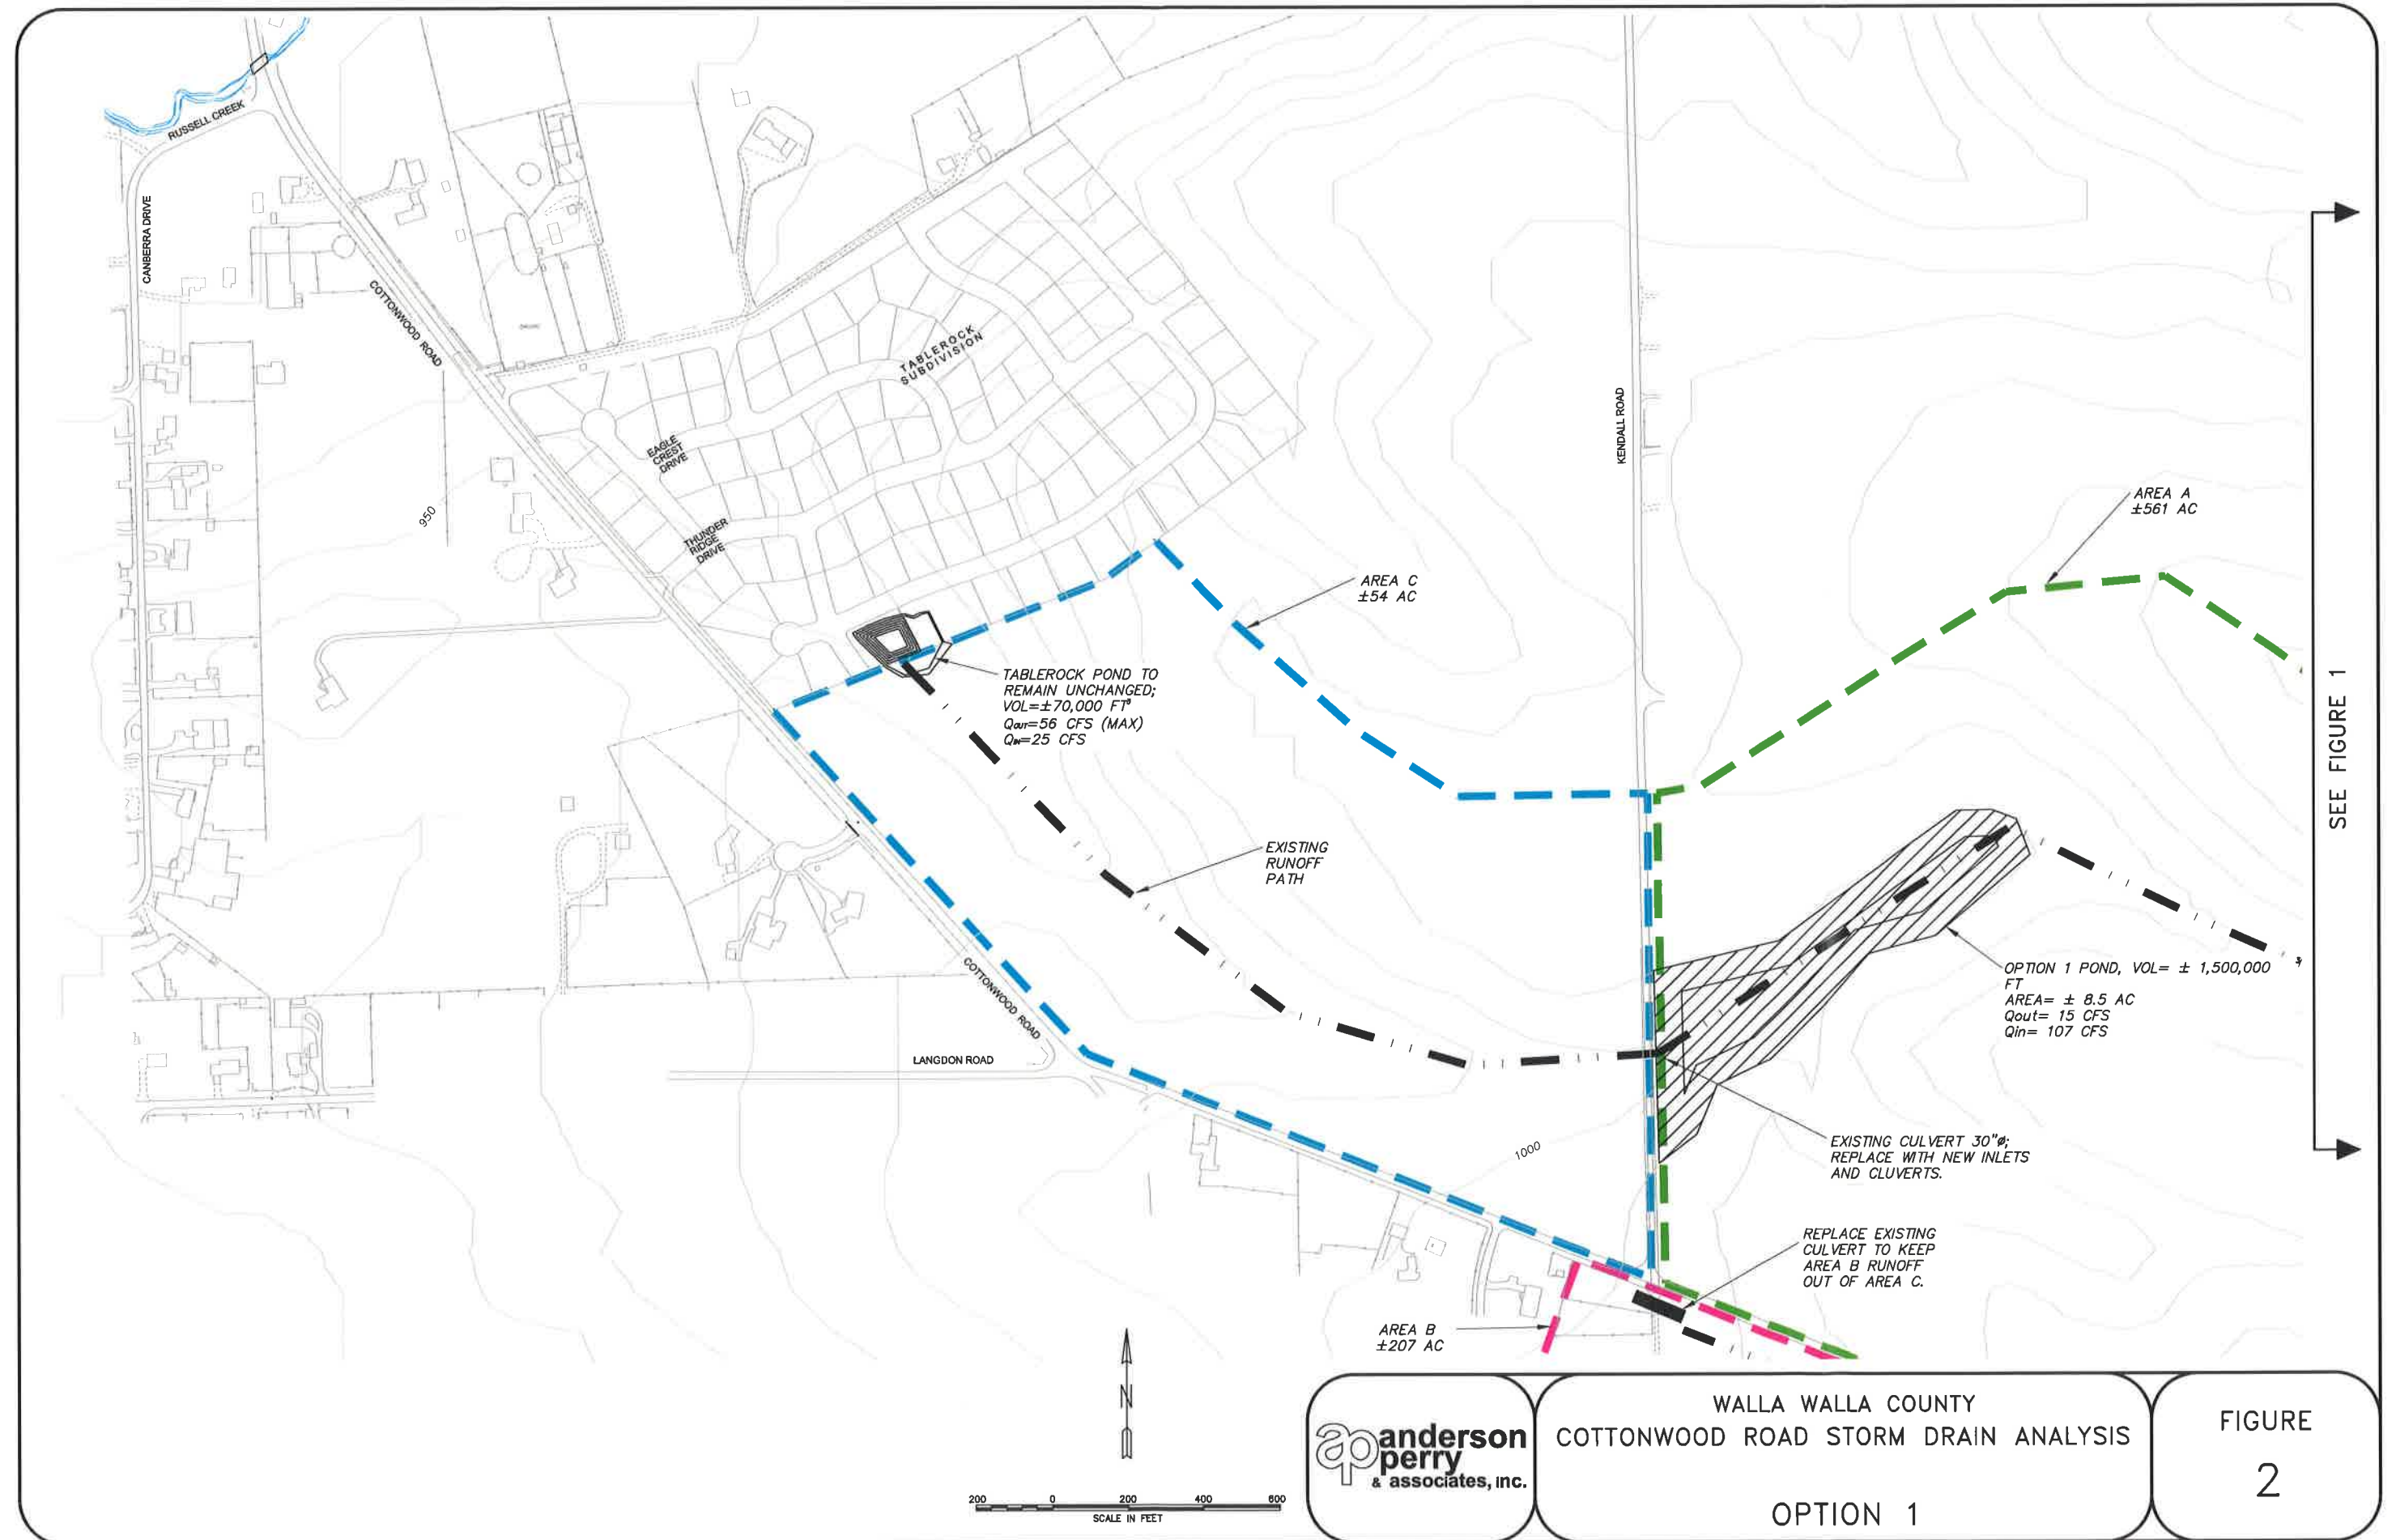 RUSSELL CREEK
CANBERRA DRIVE
COTTONWOOD ROAD
950
TABLEROCK
SUBDIVISION
EAGLE
CREST
DRIVE
THUNDER
RIDGE
DRIVE
KENDALL ROAD
AREA A
±561 AC
AREA C
±54 AC
TABLEROCK POND TO
REMAIN UNCHANGED;
VOL=±70,000 FT³
QOUT=56 CFS (MAX)
QIN=25 CFS
SEE FIGURE 1
EXISTING
RUNOFF
PATH
COTTONWOOD ROAD
LANGDON ROAD
OPTION 1 POND, VOL= ± 1,500,000
FT
3
AREA= ± 8.5 AC
Qout= 15 CFS
Qin= 107 CFS
1000
EXISTING CULVERT 30"ø;
REPLACE WITH NEW INLETS
AND CLUVERTS.
REPLACE EXISTING
CULVERT TO KEEP
AREA B RUNOFF
OUT OF AREA C.
AREA B
±207 AC
N
200 0 200 400 600
SCALE IN FEET
ap anderson
perry
& associates, inc.
WALLA WALLA COUNTY
COTTONWOOD ROAD STORM DRAIN ANALYSIS
OPTION 1
FIGURE
2